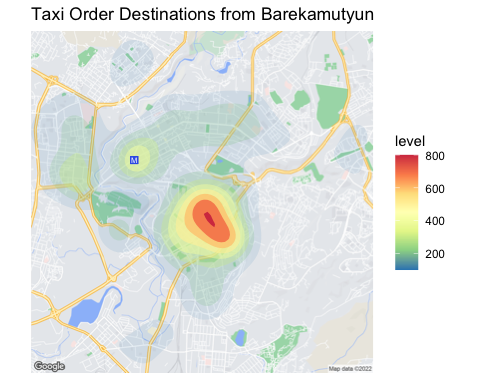 Taxi Order Destinations from Barekamutyun
M
level
800
600
400
200
Google
Map data ©2022